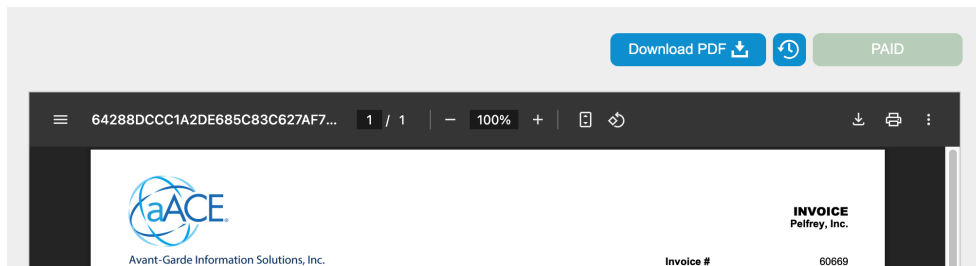 Download PDF
PAID
64288DCCC1A2DE685C83C627AF7...
1 / 1
100%
aACE.
INVOICE
Pelfrey, Inc.
Avant-Garde Information Solutions, Inc.
Invoice # 60669